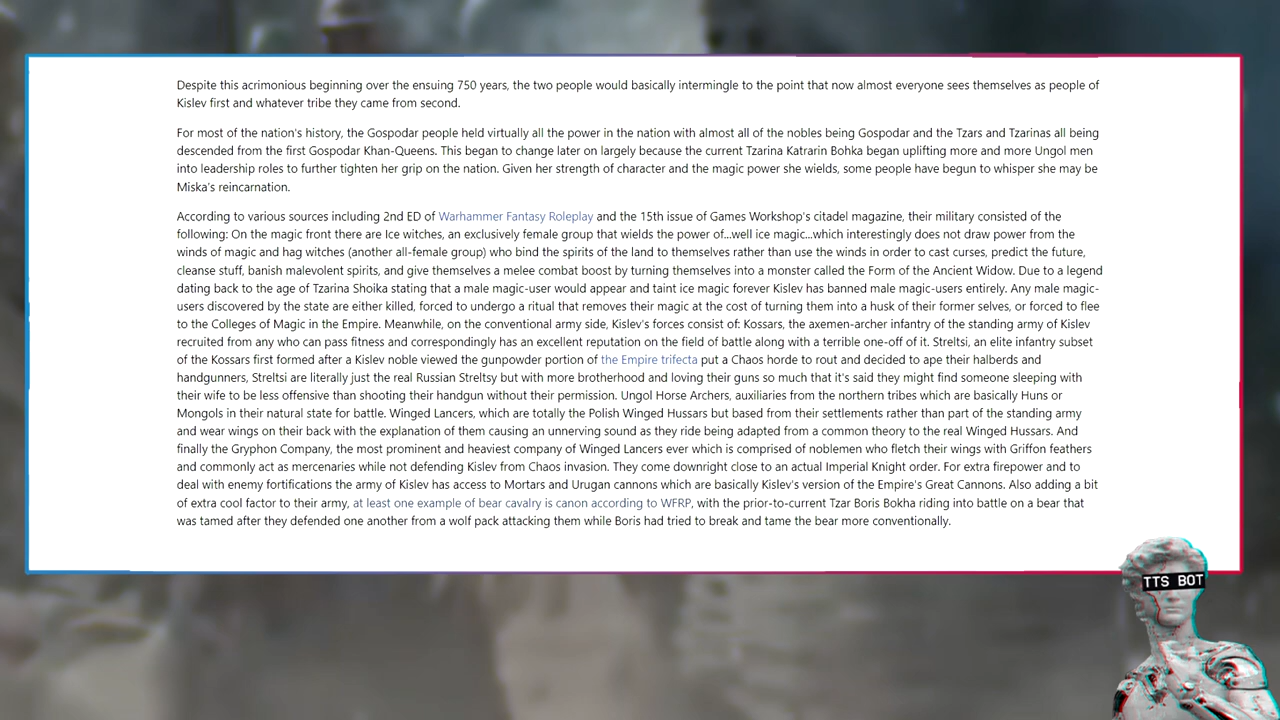 Despite this acrimonious beginning over the ensuing 750 years, the two people would basically intermingle to the point that now almost everyone sees themselves as people of
Kislev first and whatever tribe they came from second.
For most of the nation's history, the Gospodar people held virtually all the power in the nation with almost all of the nobles being Gospodar and the Tzars and Tzarinas all being
descended from the first Gospodar Khan-Queens. This began to change later on largely because the current Tzarina Katrarin Bohka began uplifting more and more Ungol men
into leadership roles to further tighten her grip on the nation. Given her strength of character and the magic power she wields, some people have begun to whisper she may be
Miska's reincarnation.
According to various sources including 2nd ED of Warhammer Fantasy Roleplay and the 15th issue of Games Workshop's citadel magazine, their military consisted of the
following: On the magic front there are Ice witches, an exclusively female group that wields the power of...well ice magic...which interestingly does not draw power from the
winds of magic and hag witches (another all-female group) who bind the spirits of the land to themselves rather than use the winds in order to cast curses, predict the future,
cleanse stuff, banish malevolent spirits, and give themselves a melee combat boost by turning themselves into a monster called the Form of the Ancient Widow. Due to a legend
dating back to the age of Tzarina Shoika stating that a male magic-user would appear and taint ice magic forever Kislev has banned male magic-users entirely. Any male magic-
users discovered by the state are either killed, forced to undergo a ritual that removes their magic at the cost of turning them into a husk of their former selves, or forced to flee
to the Colleges of Magic in the Empire. Meanwhile, on the conventional army side, Kislev's forces consist of: Kossars, the axemen-archer infantry of the standing army of Kislev
recruited from any who can pass fitness and correspondingly has an excellent reputation on the field of battle along with a terrible one-off of it. Streltsi, an elite infantry subset
of the Kossars first formed after a Kislev noble viewed the gunpowder portion of the Empire trifecta put a Chaos horde to rout and decided to ape their halberds and
handgunners, Streltsi are literally just the real Russian Streltsy but with more brotherhood and loving their guns so much that it's said they might find someone sleeping with
their wife to be less offensive than shooting their handgun without their permission. Ungol Horse Archers, auxiliaries from the northern tribes which are basically Huns or
Mongols in their natural state for battle. Winged Lancers, which are totally the Polish Winged Hussars but based from their settlements rather than part of the standing army
and wear wings on their back with the explanation of them causing an unnerving sound as they ride being adapted from a common theory to the real Winged Hussars. And
finally the Gryphon Company, the most prominent and heaviest company of Winged Lancers ever which is comprised of noblemen who fletch their wings with Griffon feathers
and commonly act as mercenaries while not defending Kislev from Chaos invasion. They come downright close to an actual Imperial Knight order. For extra firepower and to
deal with enemy fortifications the army of Kislev has access to Mortars and Urugan cannons which are basically Kislev's version of the Empire's Great Cannons. Also adding a bit
of extra cool factor to their army, at least one example of bear cavalry is canon according to WFRP, with the prior-to-current Tzar Boris Bokha riding into battle on a bear that
was tamed after they defended one another from a wolf pack attacking them while Boris had tried to break and tame the bear more conventionally.
TTS BOT